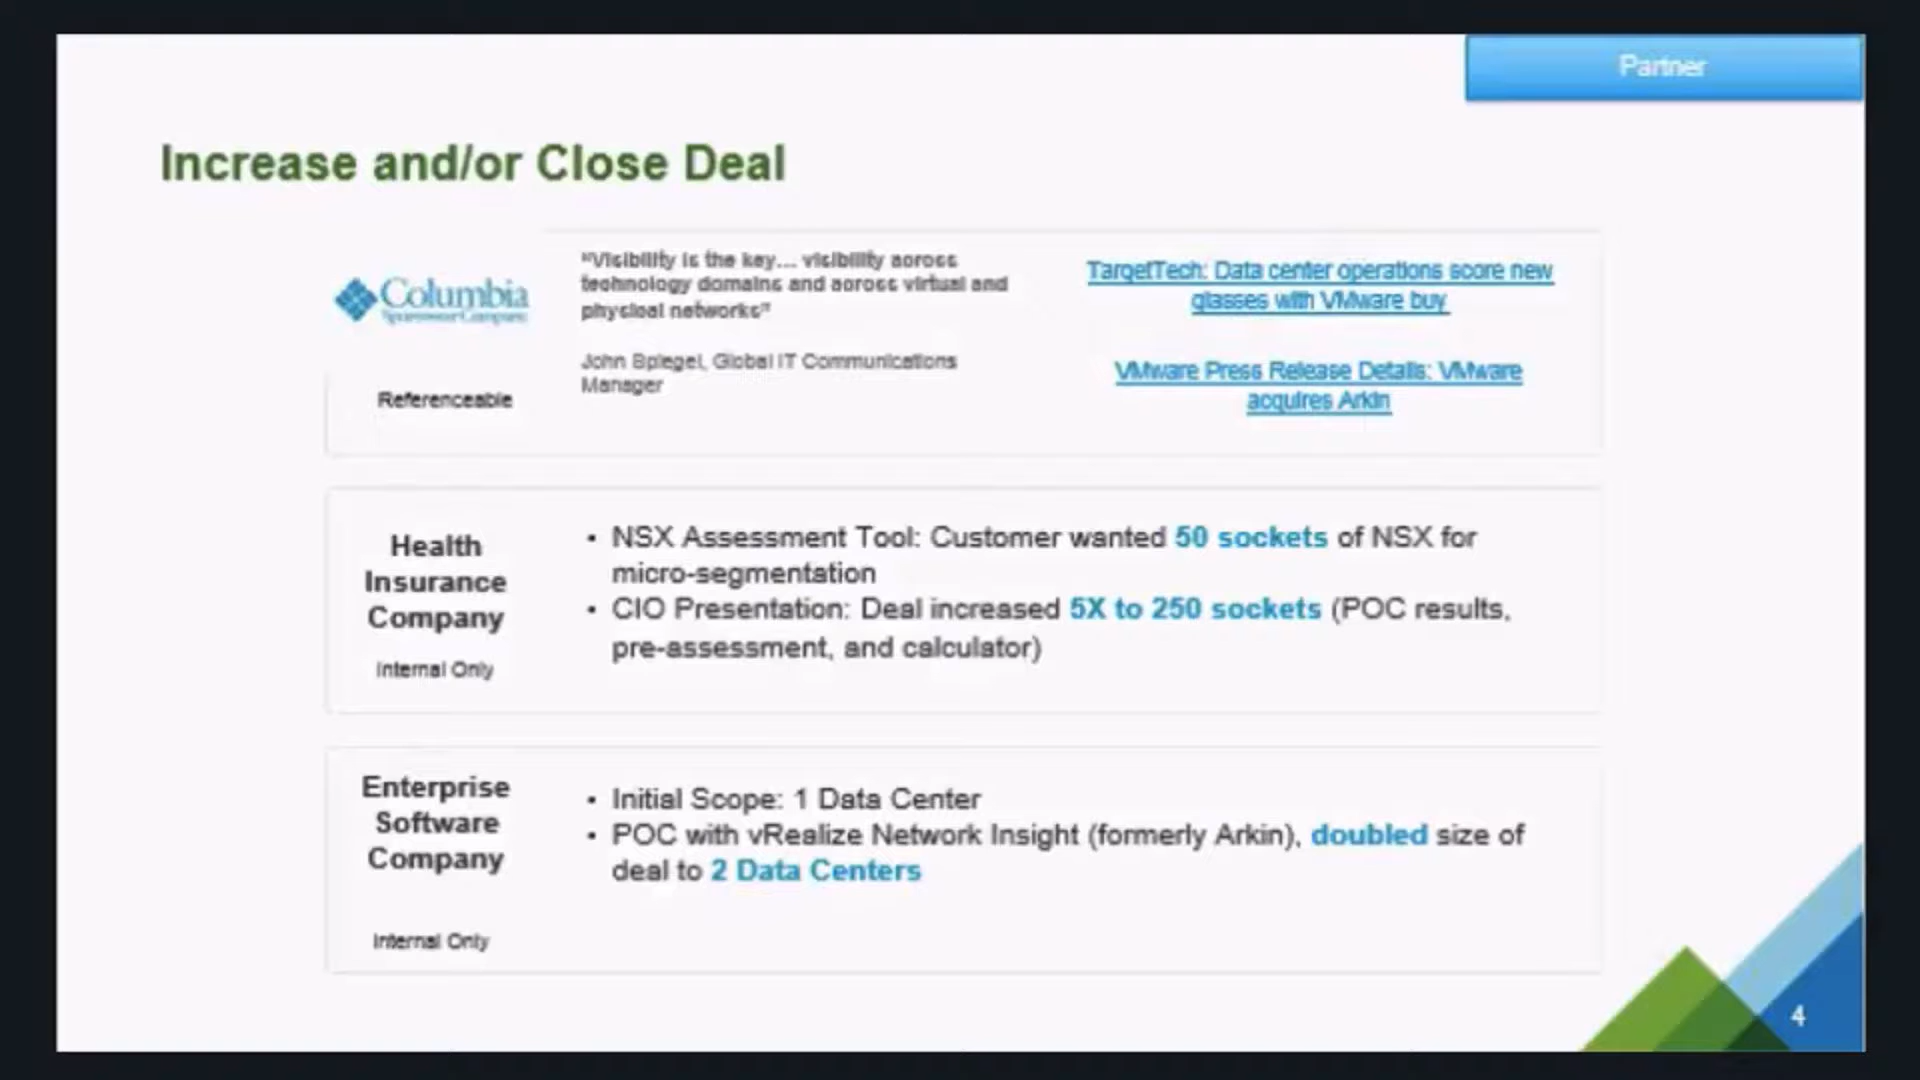 Partner
Increase and/or Close Deal
Columbia
Sportswear Company
Referenceable
"Visibility is the key... visibility across
technology domains and across virtual and
physical networks"
John Spiegel, Global IT Communications
Manager
TargetTech: Data center operations score new
glasses with VMware buy
VMware Press Release Details: VMware
acquires Arkin
Health
Insurance
Company
Internal Only
• NSX Assessment Tool: Customer wanted 50 sockets of NSX for
micro-segmentation
• CIO Presentation: Deal increased 5X to 250 sockets (POC results,
pre-assessment, and calculator)
Enterprise
Software
Company
Internal Only
• Initial Scope: 1 Data Center
• POC with vRealize Network Insight (formerly Arkin), doubled size of
deal to 2 Data Centers
4